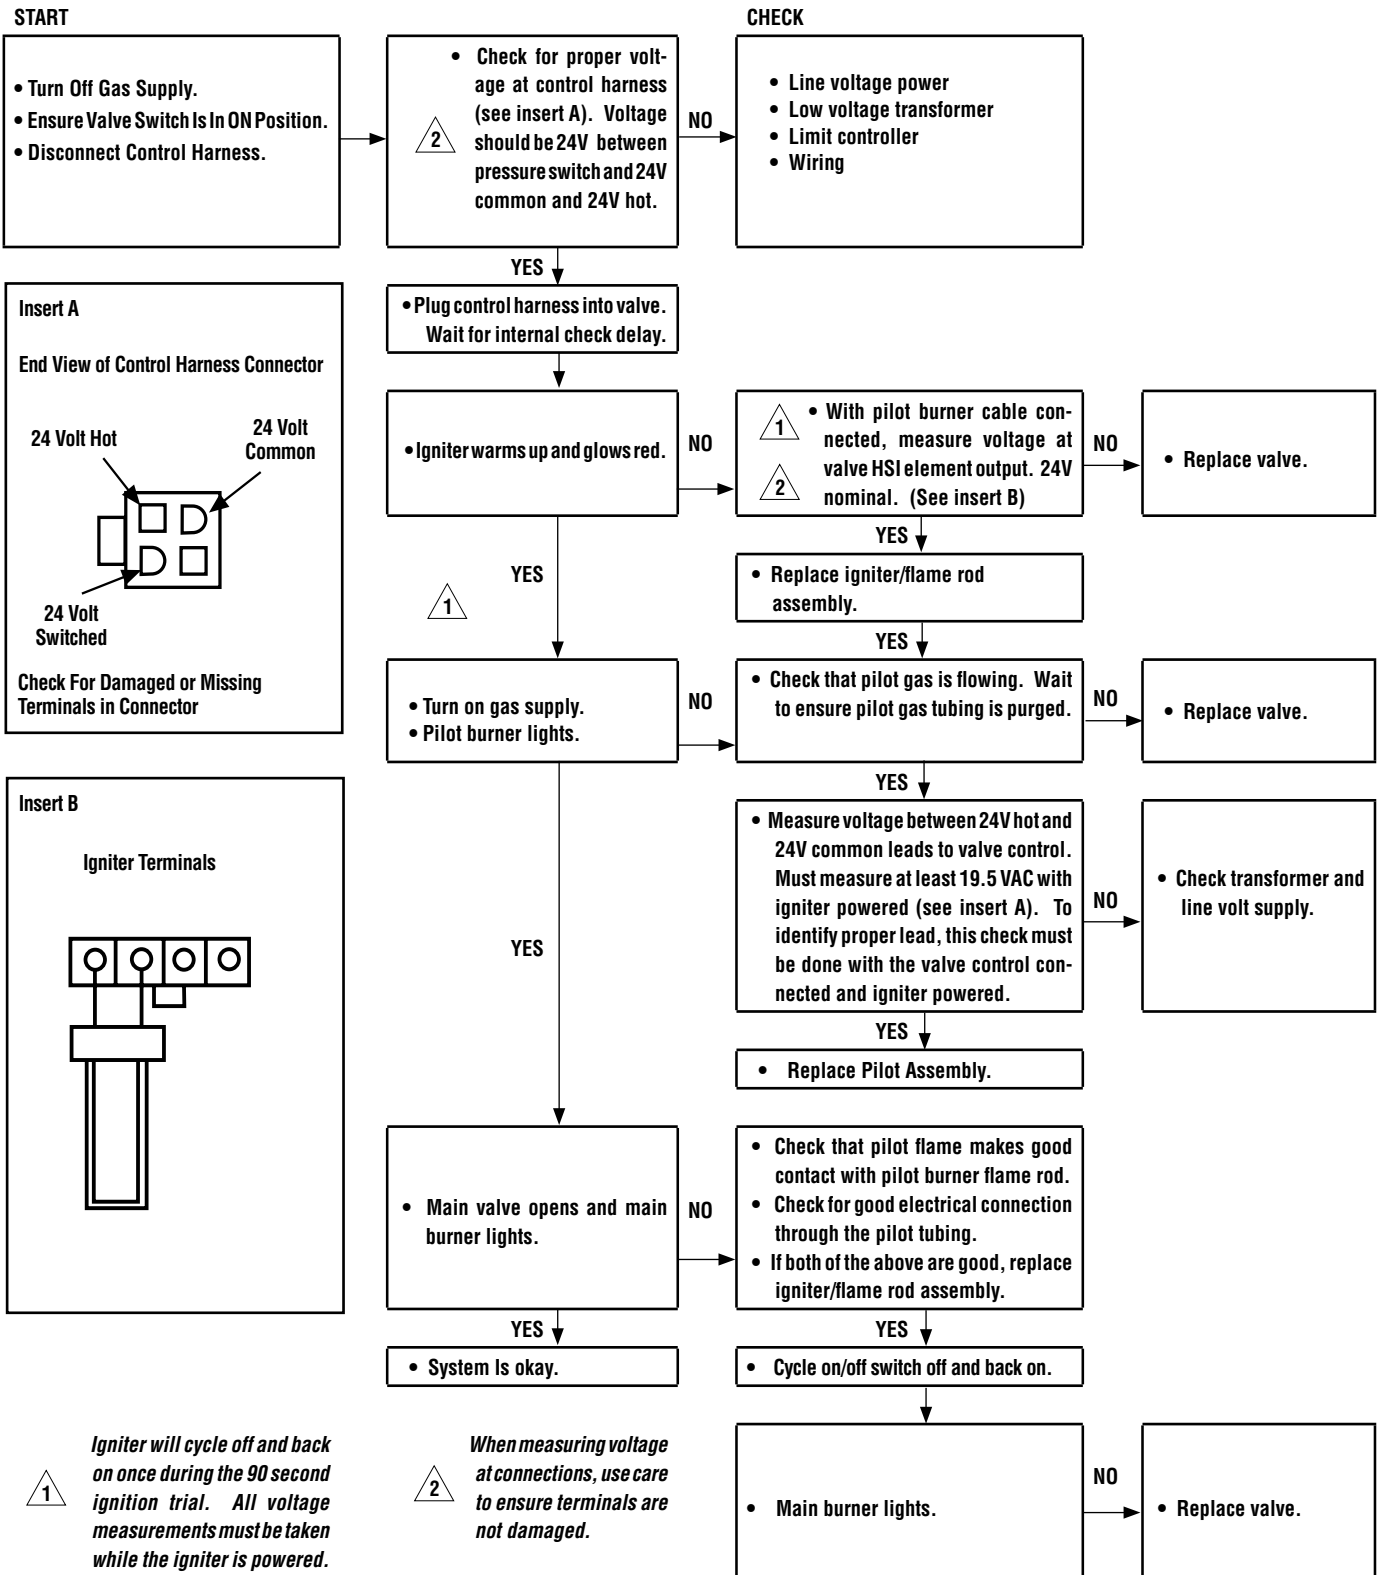 START
CHECK
• Turn Off Gas Supply.
• Ensure Valve Switch Is In ON Position.
• Disconnect Control Harness.
2
• Check for proper volt-
age at control harness
(see insert A). Voltage
should be 24V between
pressure switch and 24V
common and 24V hot.
NO
• Line voltage power
• Low voltage transformer
• Limit controller
• Wiring
YES
• Plug control harness into valve.
Wait for internal check delay.
Insert A
End View of Control Harness Connector
24 Volt Hot
24 Volt
Common
24 Volt
Switched
Check For Damaged or Missing
Terminals in Connector
• Igniter warms up and glows red.
NO
1
2
• With pilot burner cable con-
nected, measure voltage at
valve HSI element output. 24V
nominal. (See insert B)
NO
• Replace valve.
YES
• Replace igniter/flame rod
assembly.
YES
1
YES
• Turn on gas supply.
• Pilot burner lights.
NO
• Check that pilot gas is flowing. Wait
to ensure pilot gas tubing is purged.
NO
• Replace valve.
YES
Insert B
Igniter Terminals
• Measure voltage between 24V hot and
24V common leads to valve control.
Must measure at least 19.5 VAC with
igniter powered (see insert A). To
identify proper lead, this check must
be done with the valve control con-
nected and igniter powered.
NO
• Check transformer and
line volt supply.
YES
YES
• Replace Pilot Assembly.
• Main valve opens and main
burner lights.
NO
• Check that pilot flame makes good
contact with pilot burner flame rod.
• Check for good electrical connection
through the pilot tubing.
• If both of the above are good, replace
igniter/flame rod assembly.
YES
YES
• System Is okay.
• Cycle on/off switch off and back on.
1
Igniter will cycle off and back
on once during the 90 second
ignition trial. All voltage
measurements must be taken
while the igniter is powered.
2
When measuring voltage
at connections, use care
to ensure terminals are
not damaged.
• Main burner lights.
NO
• Replace valve.